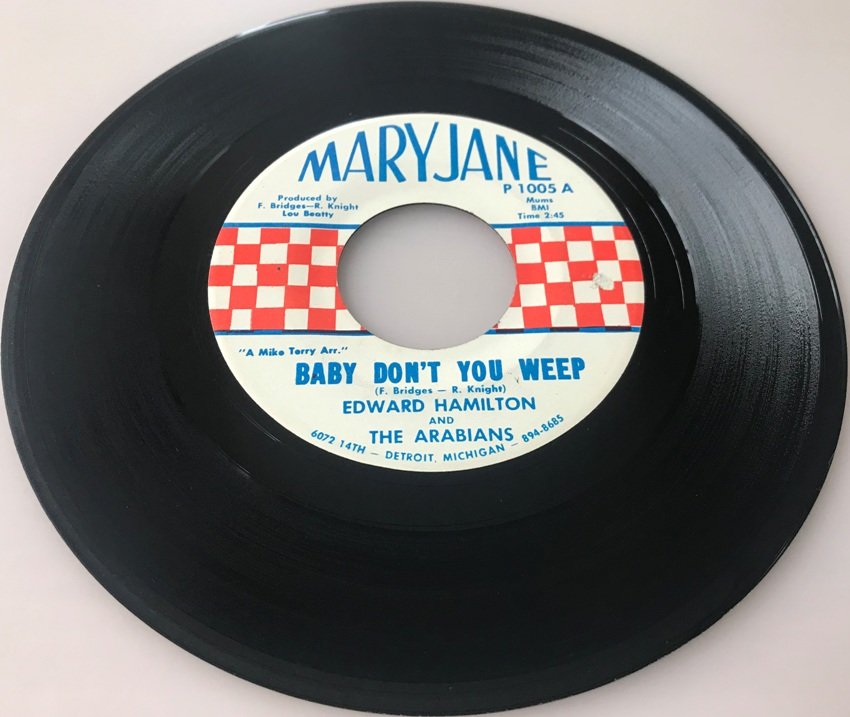 MARYJANE
P 1005 A
Produced by
F. Bridges—R. Knight
Lou Beatty
Mums
BMI
Time 2:45
"A Mike Terry Arr."
BABY DON'T YOU WEEP
(F. Bridges — R. Knight)
EDWARD HAMILTON
AND
THE ARABIANS
6072 14TH — DETROIT, MICHIGAN — 894-8685